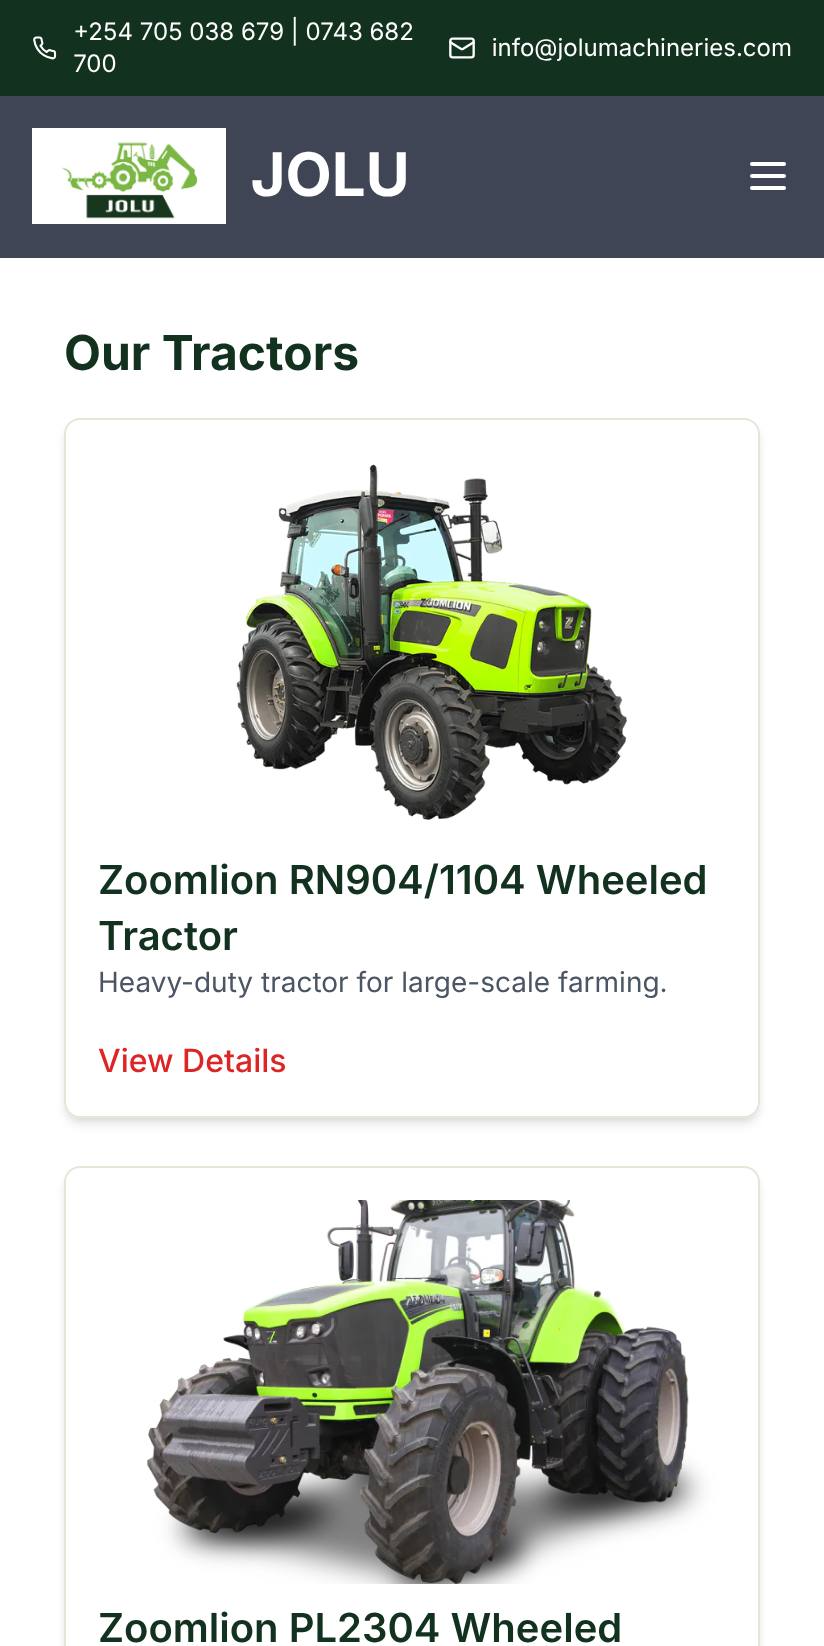 +254 705 038 679 | 0743 682
700
info@jolumachineries.com
JOLU
JOLU
Our Tractors
ZOOMLION
Zoomlion RN904/1104 Wheeled
Tractor
Heavy-duty tractor for large-scale farming.
View Details
Zoomlion PL2304 Wheeled